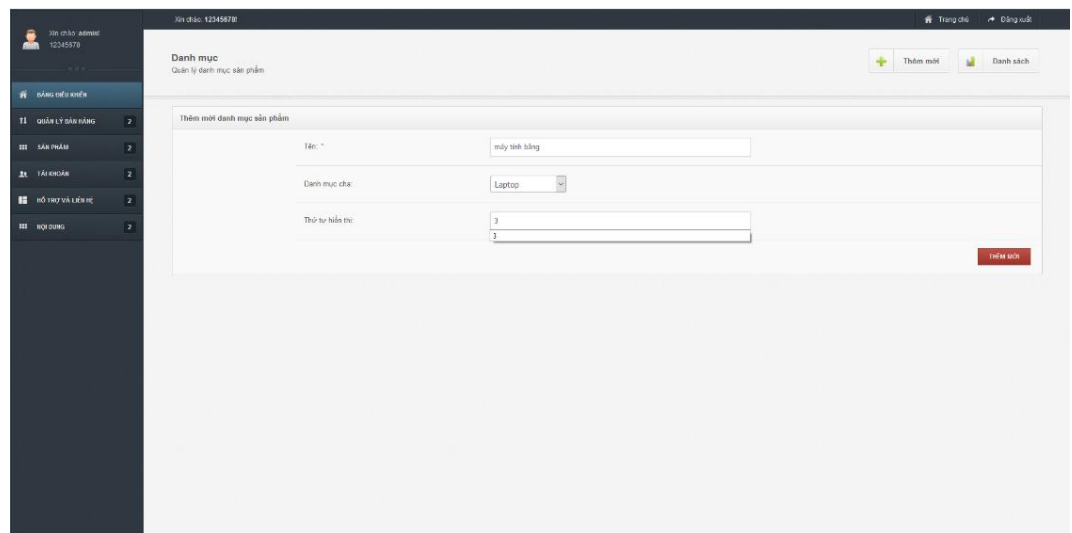 Xin chào: admin!
12345678
BẢNG ĐIỀU KHIỂN
QUẢN LÝ BÁN HÀNG 2
SẢN PHẨM 2
TÀI KHOẢN 2
HỖ TRỢ VÀ LIÊN HỆ 2
NỘI DUNG 2
Xin chào: 12345678!
Trang chủ
Đăng xuất
Danh mục
Quản lý danh mục sản phẩm
Thêm mới
Danh sách
Thêm mới danh mục sản phẩm
Tên: *
máy tính bảng
Danh mục cha:
Laptop
Thứ tự hiển thị:
3
3
THÊM MỚI